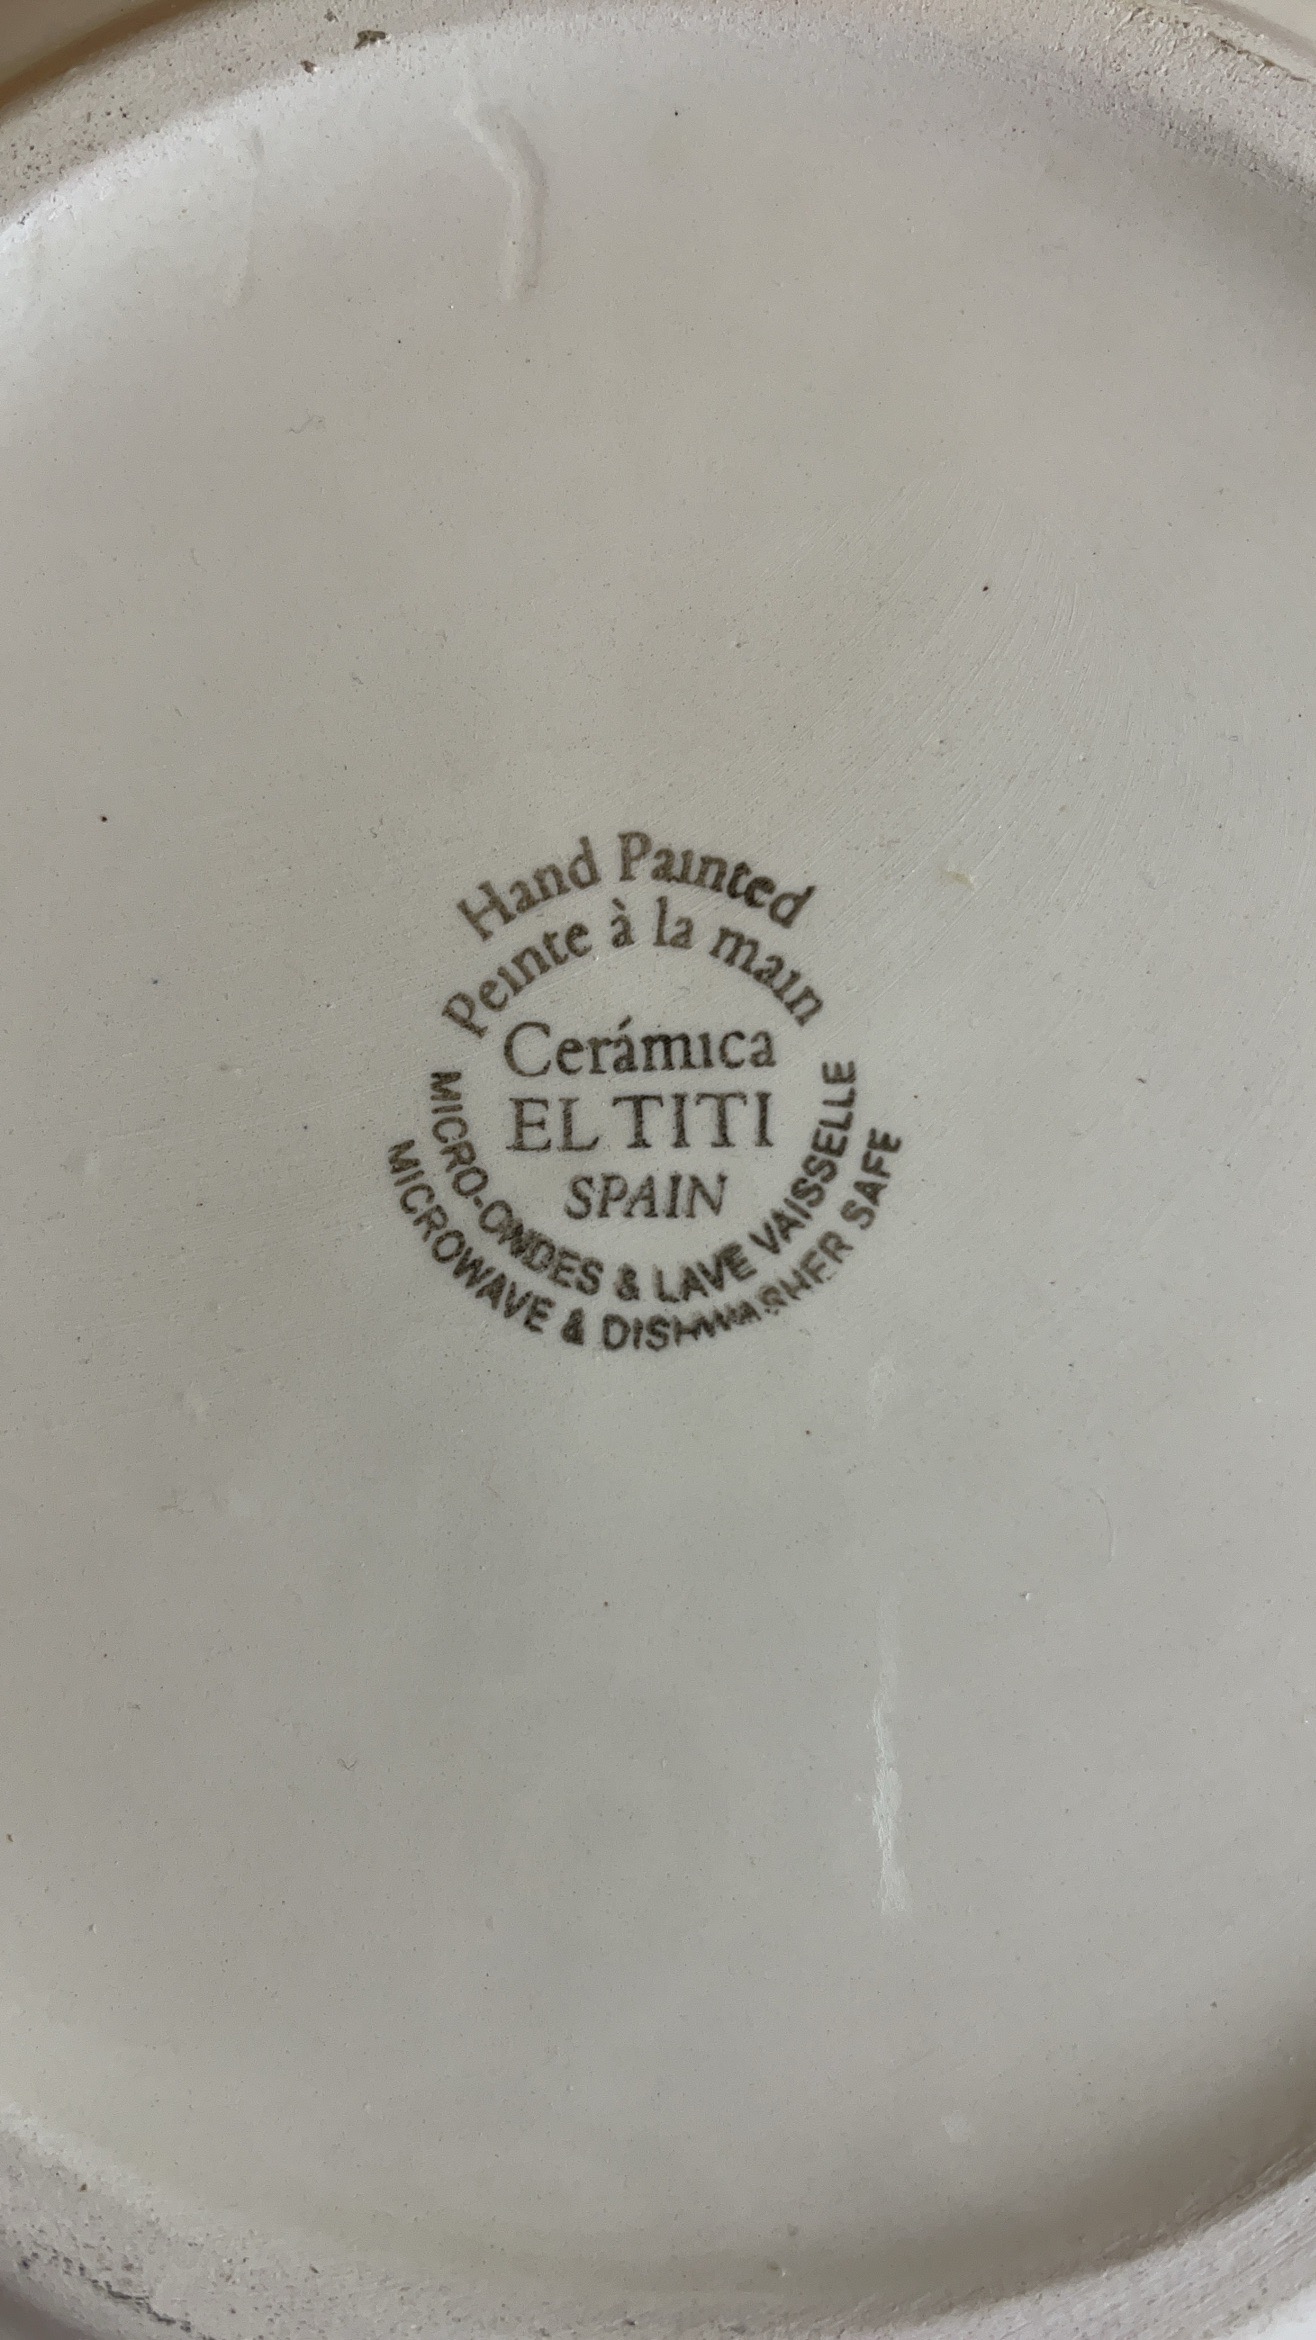 Hand Painted
Peinte à la main
Cerámica
EL TITI
SPAIN
MICRO-ONDES & LAVE VAISSELLE
MICROWAVE & DISHWASHER SAFE